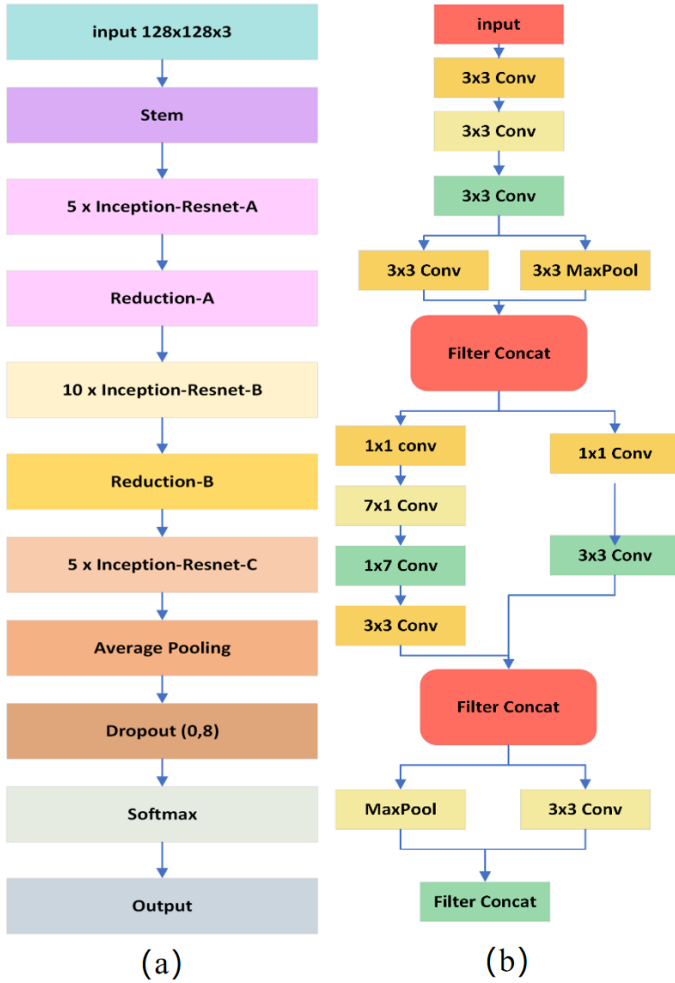 input 128x128x3
Stem
5 x Inception-Resnet-A
Reduction-A
10 x Inception-Resnet-B
Reduction-B
5 x Inception-Resnet-C
Average Pooling
Dropout (0,8)
Softmax
Output
(a)
input
3x3 Conv
3x3 Conv
3x3 Conv
3x3 Conv
3x3 MaxPool
Filter Concat
1x1 conv
1x1 Conv
7x1 Conv
1x7 Conv
3x3 Conv
3x3 Conv
Filter Concat
MaxPool
3x3 Conv
Filter Concat
(b)